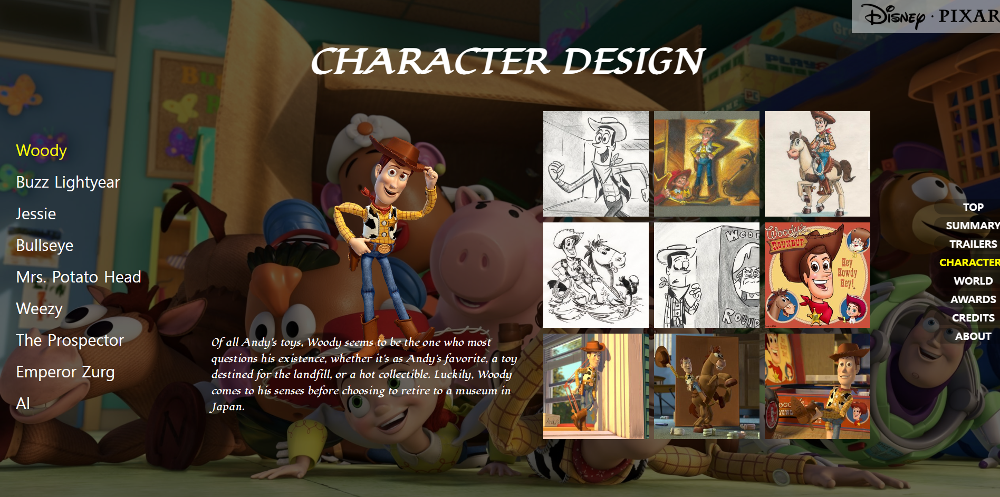 Disney · PIXAR
CHARACTER DESIGN
Woody
Buzz Lightyear
Jessie
Bullseye
Mrs. Potato Head
Weezy
The Prospector
Emperor Zurg
Al
Of all Andy's toys, Woody seems to be the one who most
questions his existence, whether it's as Andy's favorite, a toy
destined for the landfill, or a hot collectible. Luckily, Woody
comes to his senses before choosing to retire to a museum in
Japan.
Woody's
ROUNDUP
Hey
Howdy
Hey!
WOOD
ROUND
Andy's
TOP
SUMMARY
TRAILERS
CHARACTER
WORLD
AWARDS
CREDITS
ABOUT